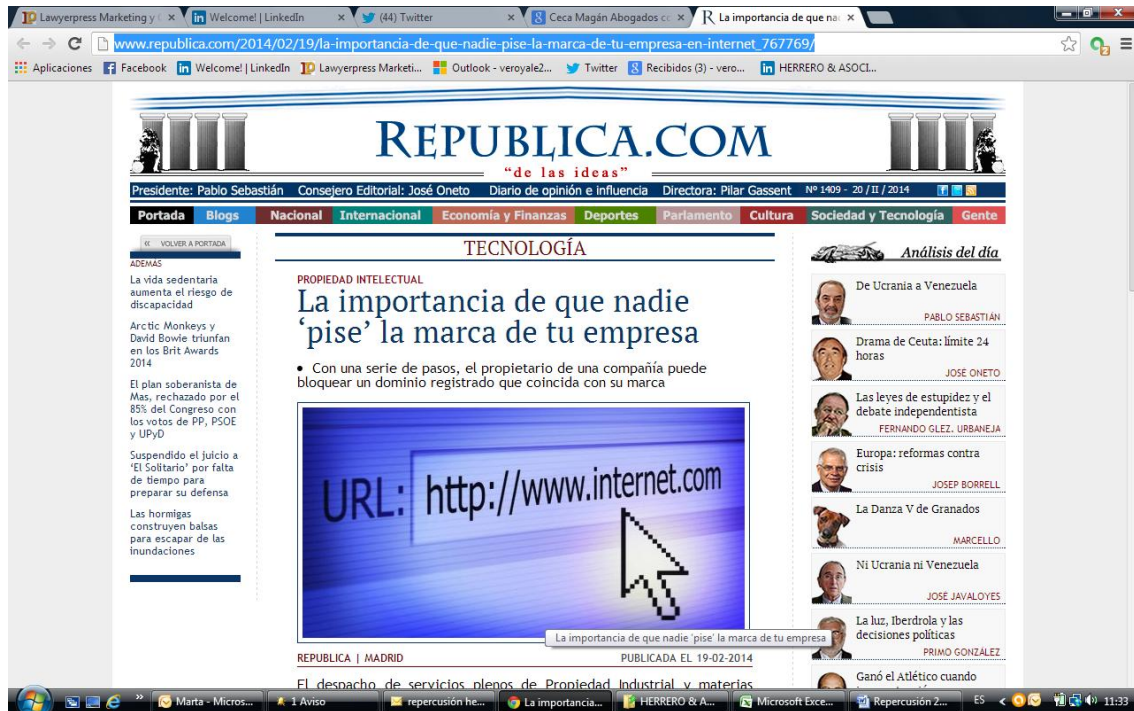 Lawyerpress Marketing y C
Welcome! | LinkedIn
(44) Twitter
Ceca Magán Abogados cc
La importancia de que nad
www.republica.com/2014/02/19/la-importancia-de-que-nadie-pise-la-marca-de-tu-empresa-en-internet_767769/
Aplicaciones Facebook Welcome! | LinkedIn Lawyerpress Marketi... Outlook - veroyale2... Twitter Recibidos (3) - vero... HERRERO & ASOCI...
REPUBLICA.COM
“de las ideas”
Presidente: Pablo Sebastián Consejero Editorial: José Oneto Diario de opinión e influencia Directora: Pilar Gassent Nº 1409 - 20 / II / 2014
Portada Blogs Nacional Internacional Economía y Finanzas Deportes Parlamento Cultura Sociedad y Tecnología Gente
« VOLVER A PORTADA
ADEMÁS
La vida sedentaria
aumenta el riesgo de
discapacidad
Arctic Monkeys y
David Bowie triunfan
en los Brit Awards
2014
El plan soberanista de
Mas, rechazado por el
85% del Congreso con
los votos de PP, PSOE
y UPyD
Suspendido el juicio a
‘El Solitario’ por falta
de tiempo para
preparar su defensa
Las hormigas
construyen balsas
para escapar de las
inundaciones
TECNOLOGÍA
PROPIEDAD INTELECTUAL
La importancia de que nadie
‘pise’ la marca de tu empresa
• Con una serie de pasos, el propietario de una compañía puede
bloquear un dominio registrado que coincida con su marca
URL: http://www.internet.com
La importancia de que nadie 'pise' la marca de tu empresa
REPUBLICA | MADRID PUBLICADA EL 19-02-2014
El despacho de servicios plenos de Propiedad Industrial y materias
Análisis del día
De Ucrania a Venezuela
PABLO SEBASTIÁN
Drama de Ceuta: límite 24
horas
JOSÉ ONETO
Las leyes de estupidez y el
debate independentista
FERNANDO GLEZ. URBANEJA
Europa: reformas contra
crisis
JOSEP BORRELL
La Danza V de Granados
MARCELLO
Ni Ucrania ni Venezuela
JOSÉ JAVALOYES
La luz, Iberdrola y las
decisiones políticas
PRIMO GONZÁLEZ
Ganó el Atlético cuando
Marta - Micros... 1 Aviso repercusión he... La importancia... HERRERO & A... Microsoft Exce... Repercusión 2... ES 11:33